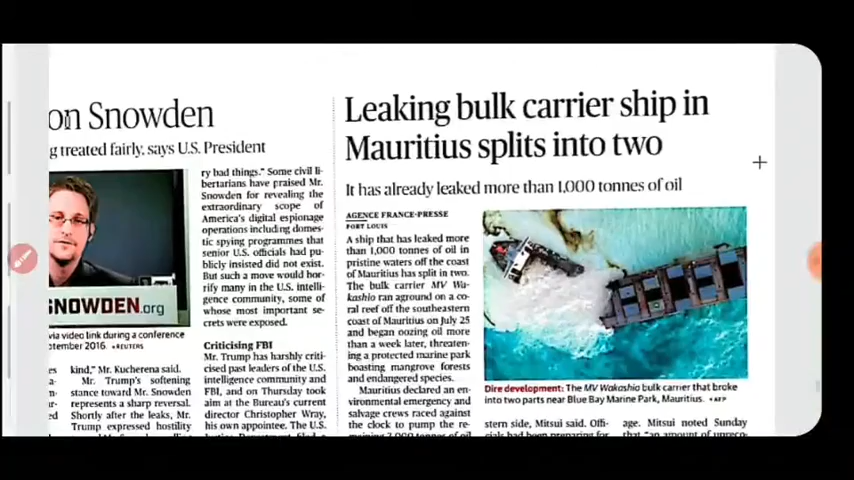 on Snowden
g treated fairly, says U.S. President
SNOWDEN.org
via video link during a conference
tember 2016. •REUTERS
kind,” Mr. Kucherena said.
Mr. Trump's softening
stance toward Mr. Snowden
represents a sharp reversal.
Shortly after the leaks, Mr.
Trump expressed hostility
ry bad things.” Some civil li-
bertarians have praised Mr.
Snowden for revealing the
extraordinary scope of
America's digital espionage
operations including domes-
tic spying programmes that
senior U.S. officials had pu-
blicly insisted did not exist.
But such a move would hor-
rify many in the U.S. intelli-
gence community, some of
whose most important se-
crets were exposed.
Criticising FBI
Mr. Trump has harshly criti-
cised past leaders of the U.S.
intelligence community and
FBI, and on Thursday took
aim at the Bureau's current
director Christopher Wray,
his own appointee. The U.S.
Leaking bulk carrier ship in
Mauritius splits into two
It has already leaked more than 1,000 tonnes of oil
AGENCE FRANCE-PRESSE
PORT LOUIS
A ship that has leaked more
than 1,000 tonnes of oil in
pristine waters off the coast
of Mauritius has split in two.
The bulk carrier MV Wa-
kashio ran aground on a co-
ral reef off the southeastern
coast of Mauritius on July 25
and began oozing oil more
than a week later, threaten-
ing a protected marine park
boasting mangrove forests
and endangered species.
Mauritius declared an en-
vironmental emergency and
salvage crews raced against
the clock to pump the re-
maining 3,000 tonnes of oil
Dire development: The MV Wakashio bulk carrier that broke
into two parts near Blue Bay Marine Park, Mauritius. •AFP
stern side, Mitsui said. Offi-
cials had been preparing for
age. Mitsui noted Sunday
that “an amount of unreco-